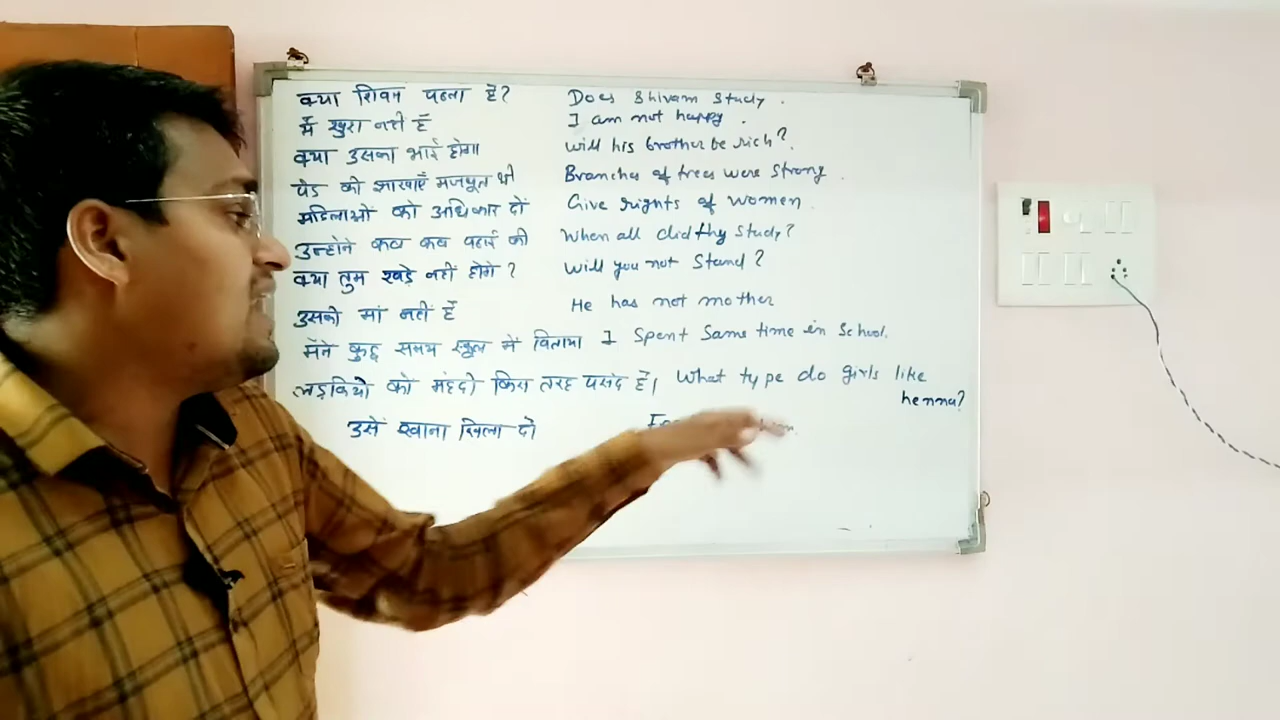 क्या शिवम पढता है? Does Shivam Study.
मैं खुश नहीं हूँ I am not happy.
क्या उसका भाई होगा Will his brother be rich?
पेड की शाखाएँ मजबूत थी Branches of trees were Strong.
महिलाओं को अधिकार दो Give rights of women.
उन्होने कब कब पढाई की When all did thy Study?
क्या तुम खड़े नहीं होगे? Will you not Stand?
उसकी मां नहीं है He has not mother
मैंने कुछ समय स्कूल में बिताया I Spent Same time in School.
लड़कियो को मेंहदी किस तरह पसंद है। What type do girls like
henna?
उसे खाना खिला दो